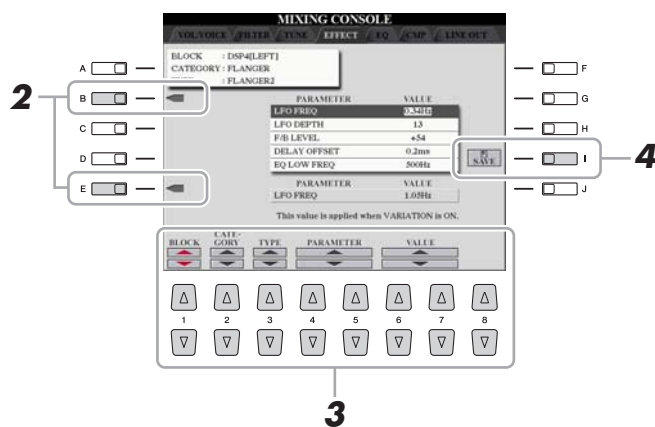 MIXING CONSOLE
VOL/VOICE FILTER TUNE EFFECT EQ CMP LINE OUT
BLOCK : DSP4[LEFT]
CATEGORY : FLANGER
: FLANGER2
PARAMETER VALUE
LFO FREQ 0.34Hz
LFO DEPTH 13
F/B LEVEL +54
DELAY OFFSET 0.2ms
EQ LOW FREQ 500Hz
PARAMETER VALUE
LFO FREQ 1.05Hz
This value is applied when VARIATION is ON.
SAVE
BLOCK CATE-GORY TYPE PARAMETER VALUE
A
B
C
D
E
F
G
H
I
J
2
4
1 2 3 4 5 6 7 8
3